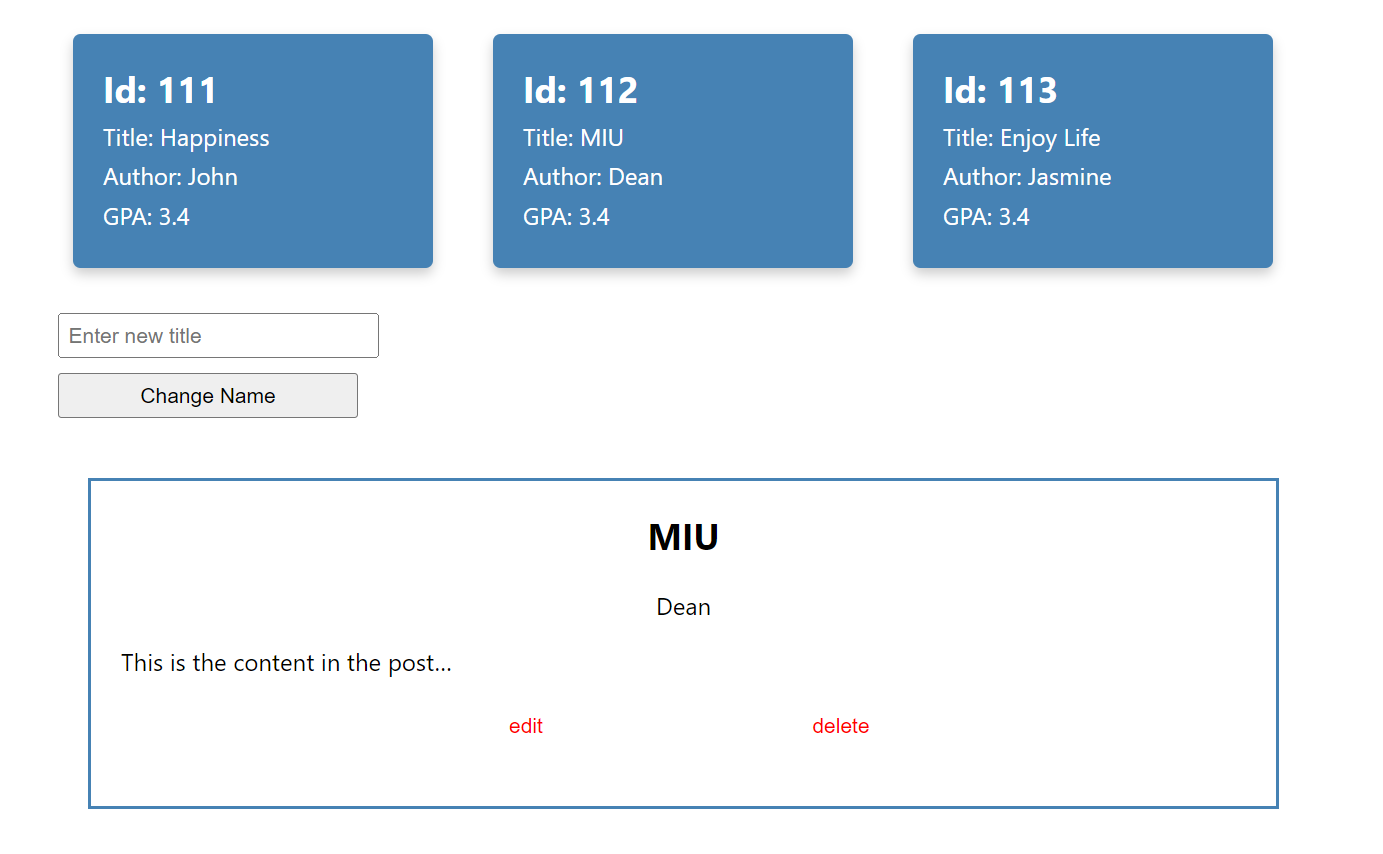 Id: 111
Title: Happiness
Author: John
GPA: 3.4
Id: 112
Title: MIU
Author: Dean
GPA: 3.4
Id: 113
Title: Enjoy Life
Author: Jasmine
GPA: 3.4
Enter new title
Change Name
MIU
Dean
This is the content in the post...
edit
delete